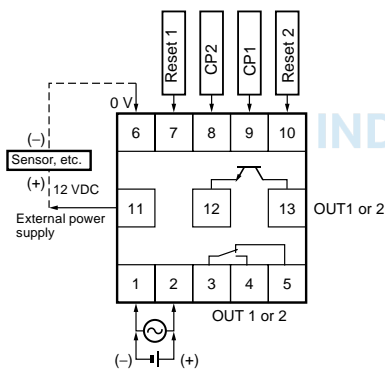 Reset 1
CP2
CP1
Reset 2
0 V
6 7 8 9 10
IND
(−)
Sensor, etc.
(+)
12 VDC
External power
supply
11 12 13
OUT1 or 2
1 2 3 4 5
OUT 1 or 2
(−) (+)